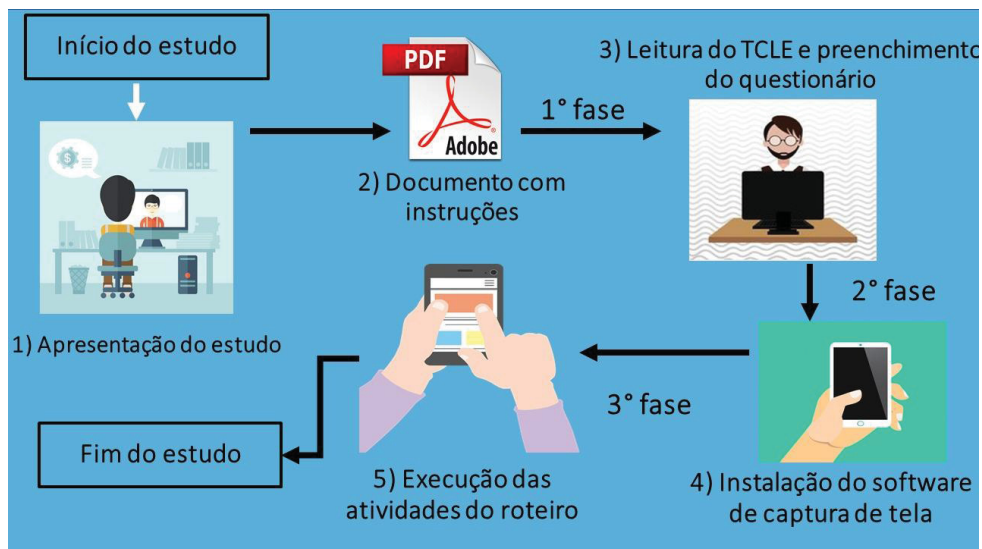 Início do estudo
1) Apresentação do estudo
PDF
Adobe
2) Documento com
instruções
1° fase
3) Leitura do TCLE e preenchimento
do questionário
2° fase
4) Instalação do software
de captura de tela
3° fase
5) Execução das
atividades do roteiro
Fim do estudo